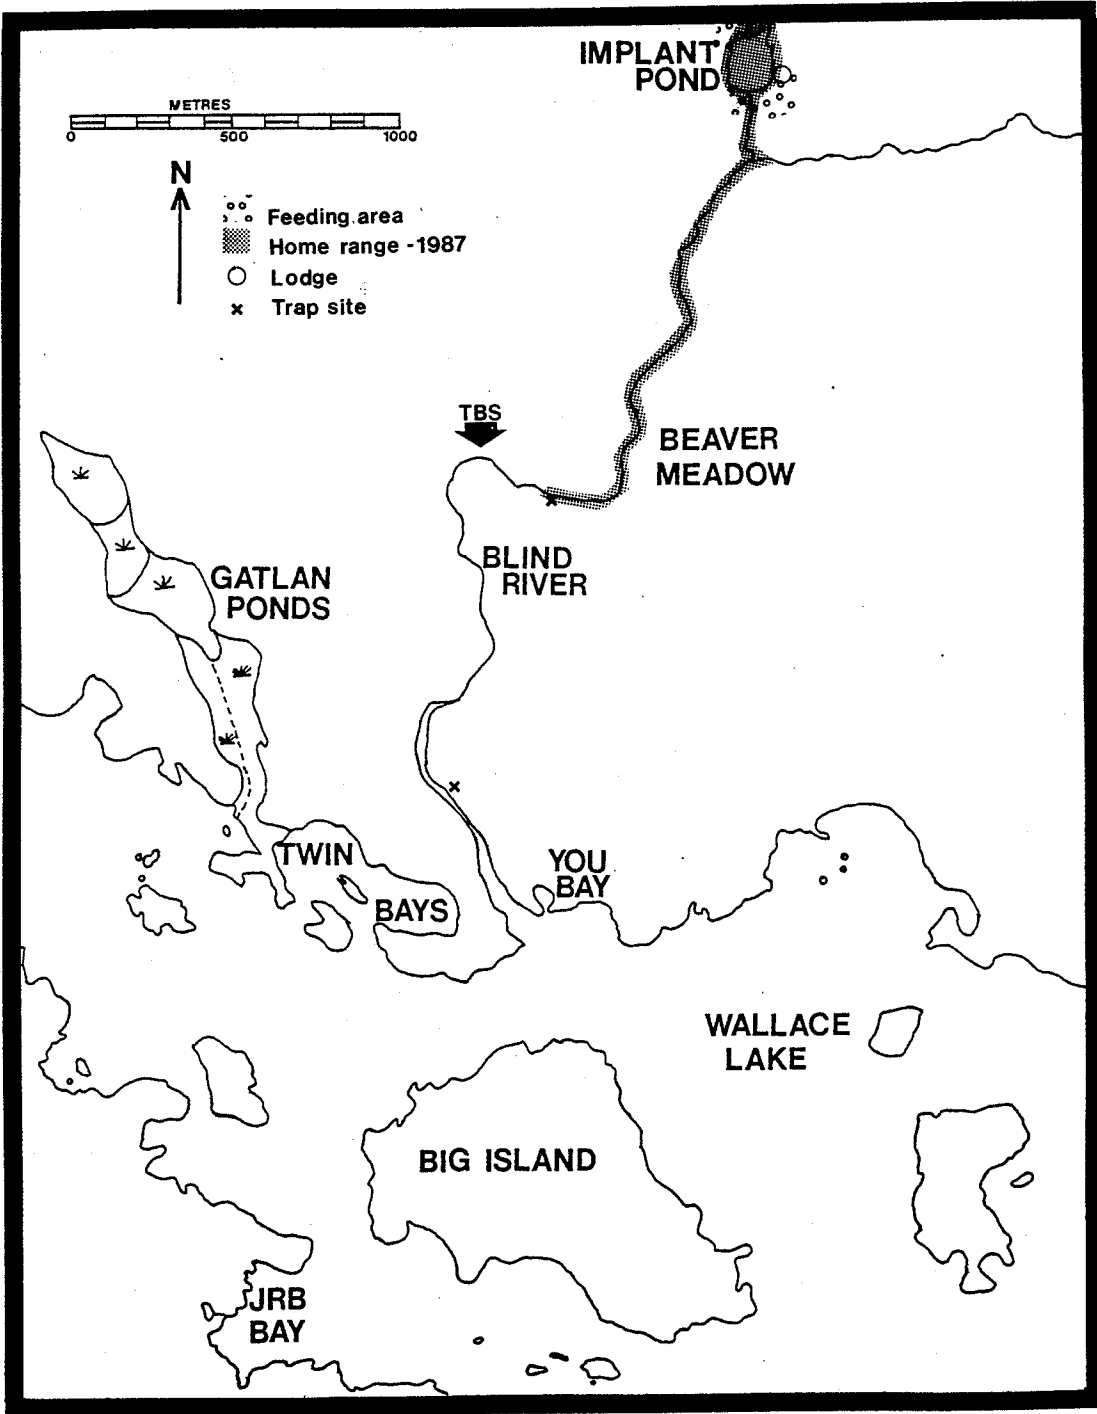 IMPLANT
POND
METRES
0 500 1000
N
Feeding area
Home range -1987
Lodge
x Trap site
TBS
BEAVER
MEADOW
BLIND
RIVER
GATLAN
PONDS
TWIN
BAYS
YOU
BAY
WALLACE
LAKE
BIG ISLAND
JRB
BAY